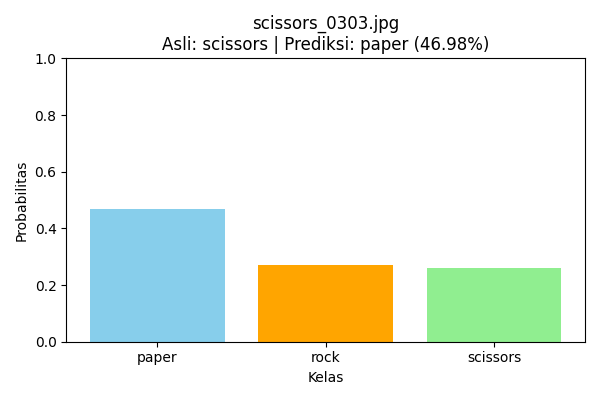 scissors_0303.jpg
Asli: scissors | Prediksi: paper (46.98%)
1.0
0.8
0.6
0.4
0.2
0.0
Probabilitas
paper rock scissors
Kelas